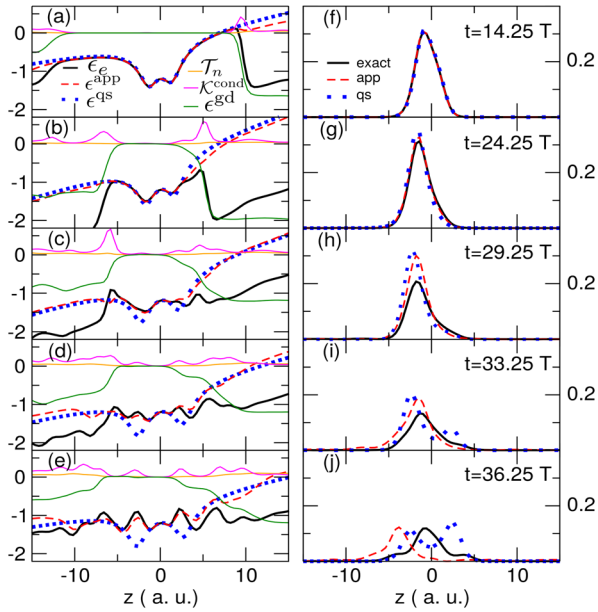 (a)
0
-1
-2
ϵ_e
ϵ^app
ϵ^qs
𝒯_n
𝒦^cond
ϵ^gd
(f)
t=14.25 T
exact
app
qs
0.2
(b)
0
-1
-2
(g)
t=24.25 T
0.2
(c)
0
-1
-2
(h)
t=29.25 T
0.2
(d)
0
-1
-2
(i)
t=33.25 T
0.2
(e)
0
-1
-2
(j)
t=36.25 T
0.2
-10 0 10
z ( a. u.)
-10 0 10
z ( a. u.)